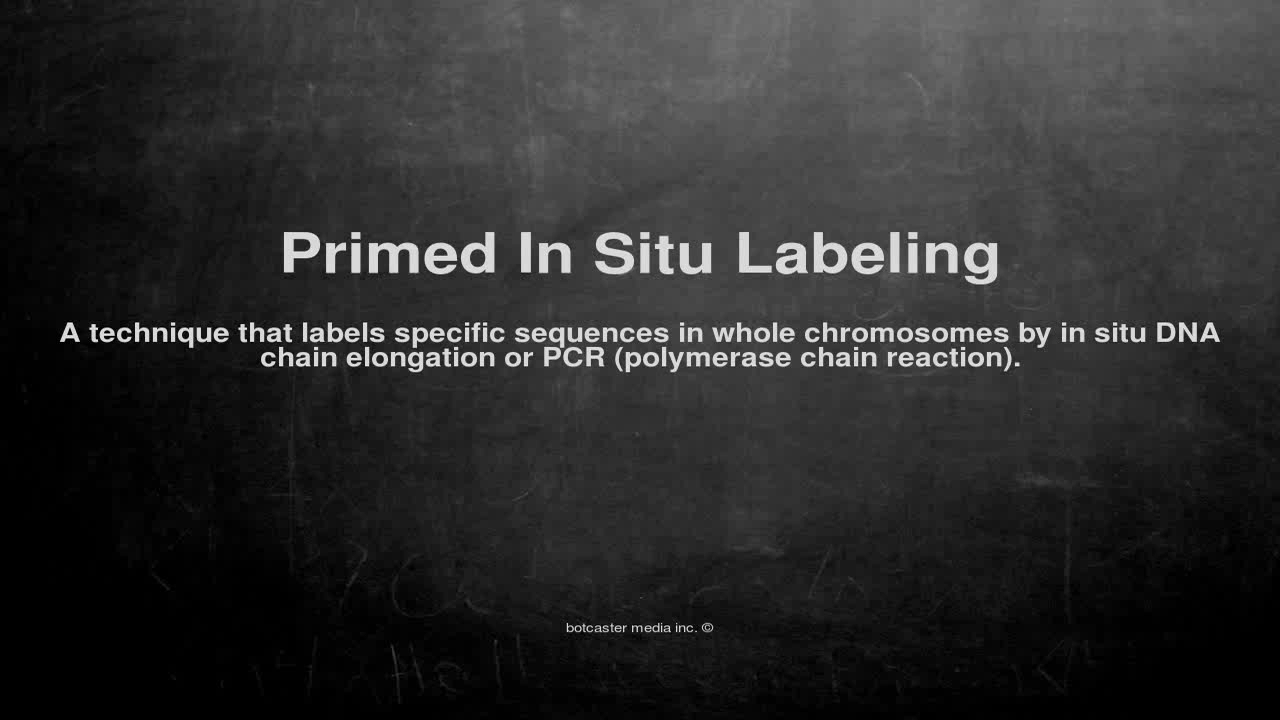 Primed In Situ Labeling
A technique that labels specific sequences in whole chromosomes by in situ DNA
chain elongation or PCR (polymerase chain reaction).
botcaster media inc. ©